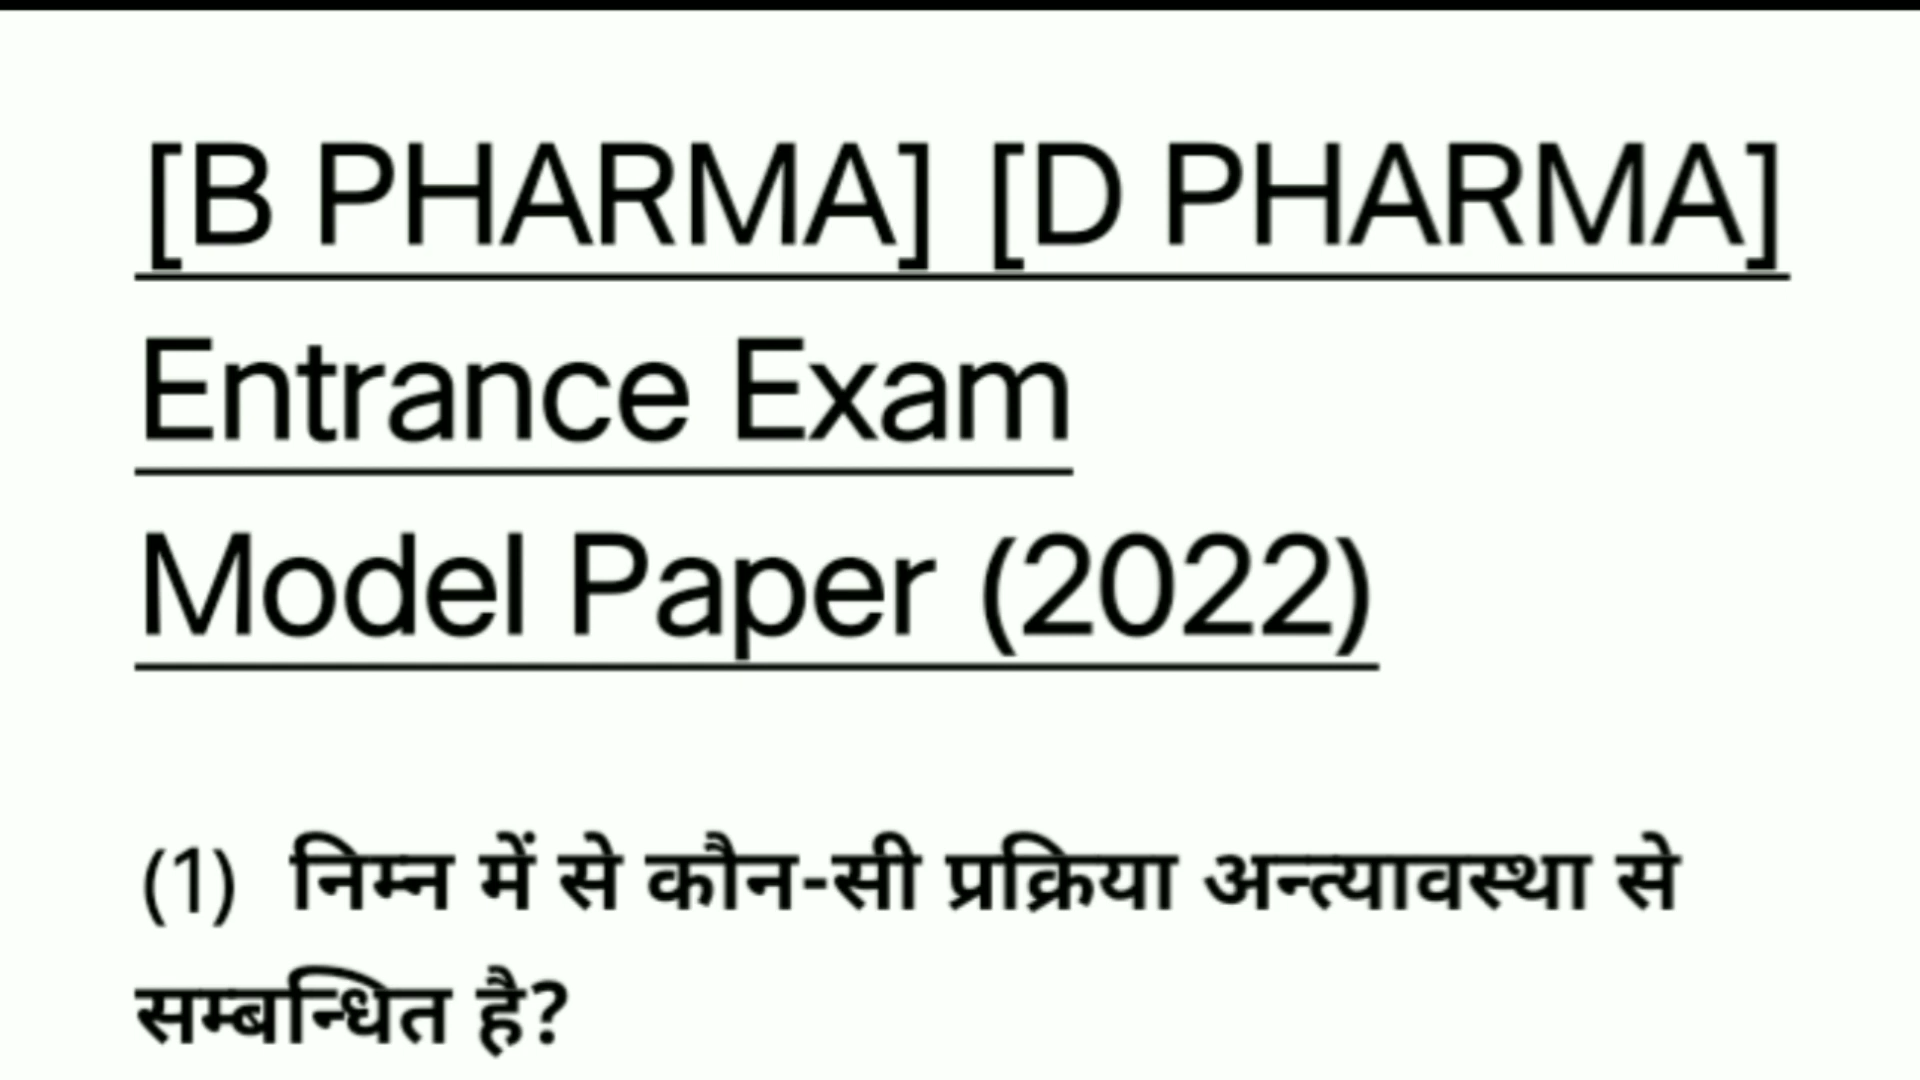 [B PHARMA] [D PHARMA]
Entrance Exam
Model Paper (2022)
(1) निम्न में से कौन-सी प्रक्रिया अन्त्यावस्था से
सम्बन्धित है?